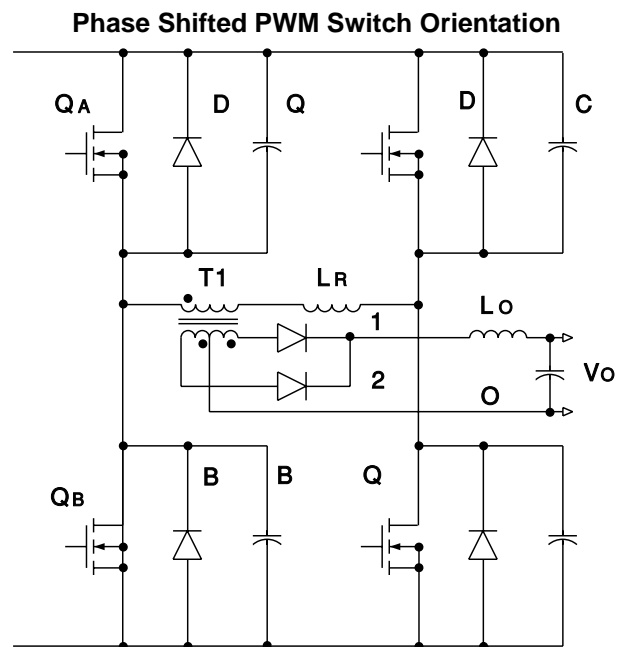 Phase Shifted PWM Switch Orientation
QA D Q D C
T1 LR
1 LO
2 O VO
B B Q
QB